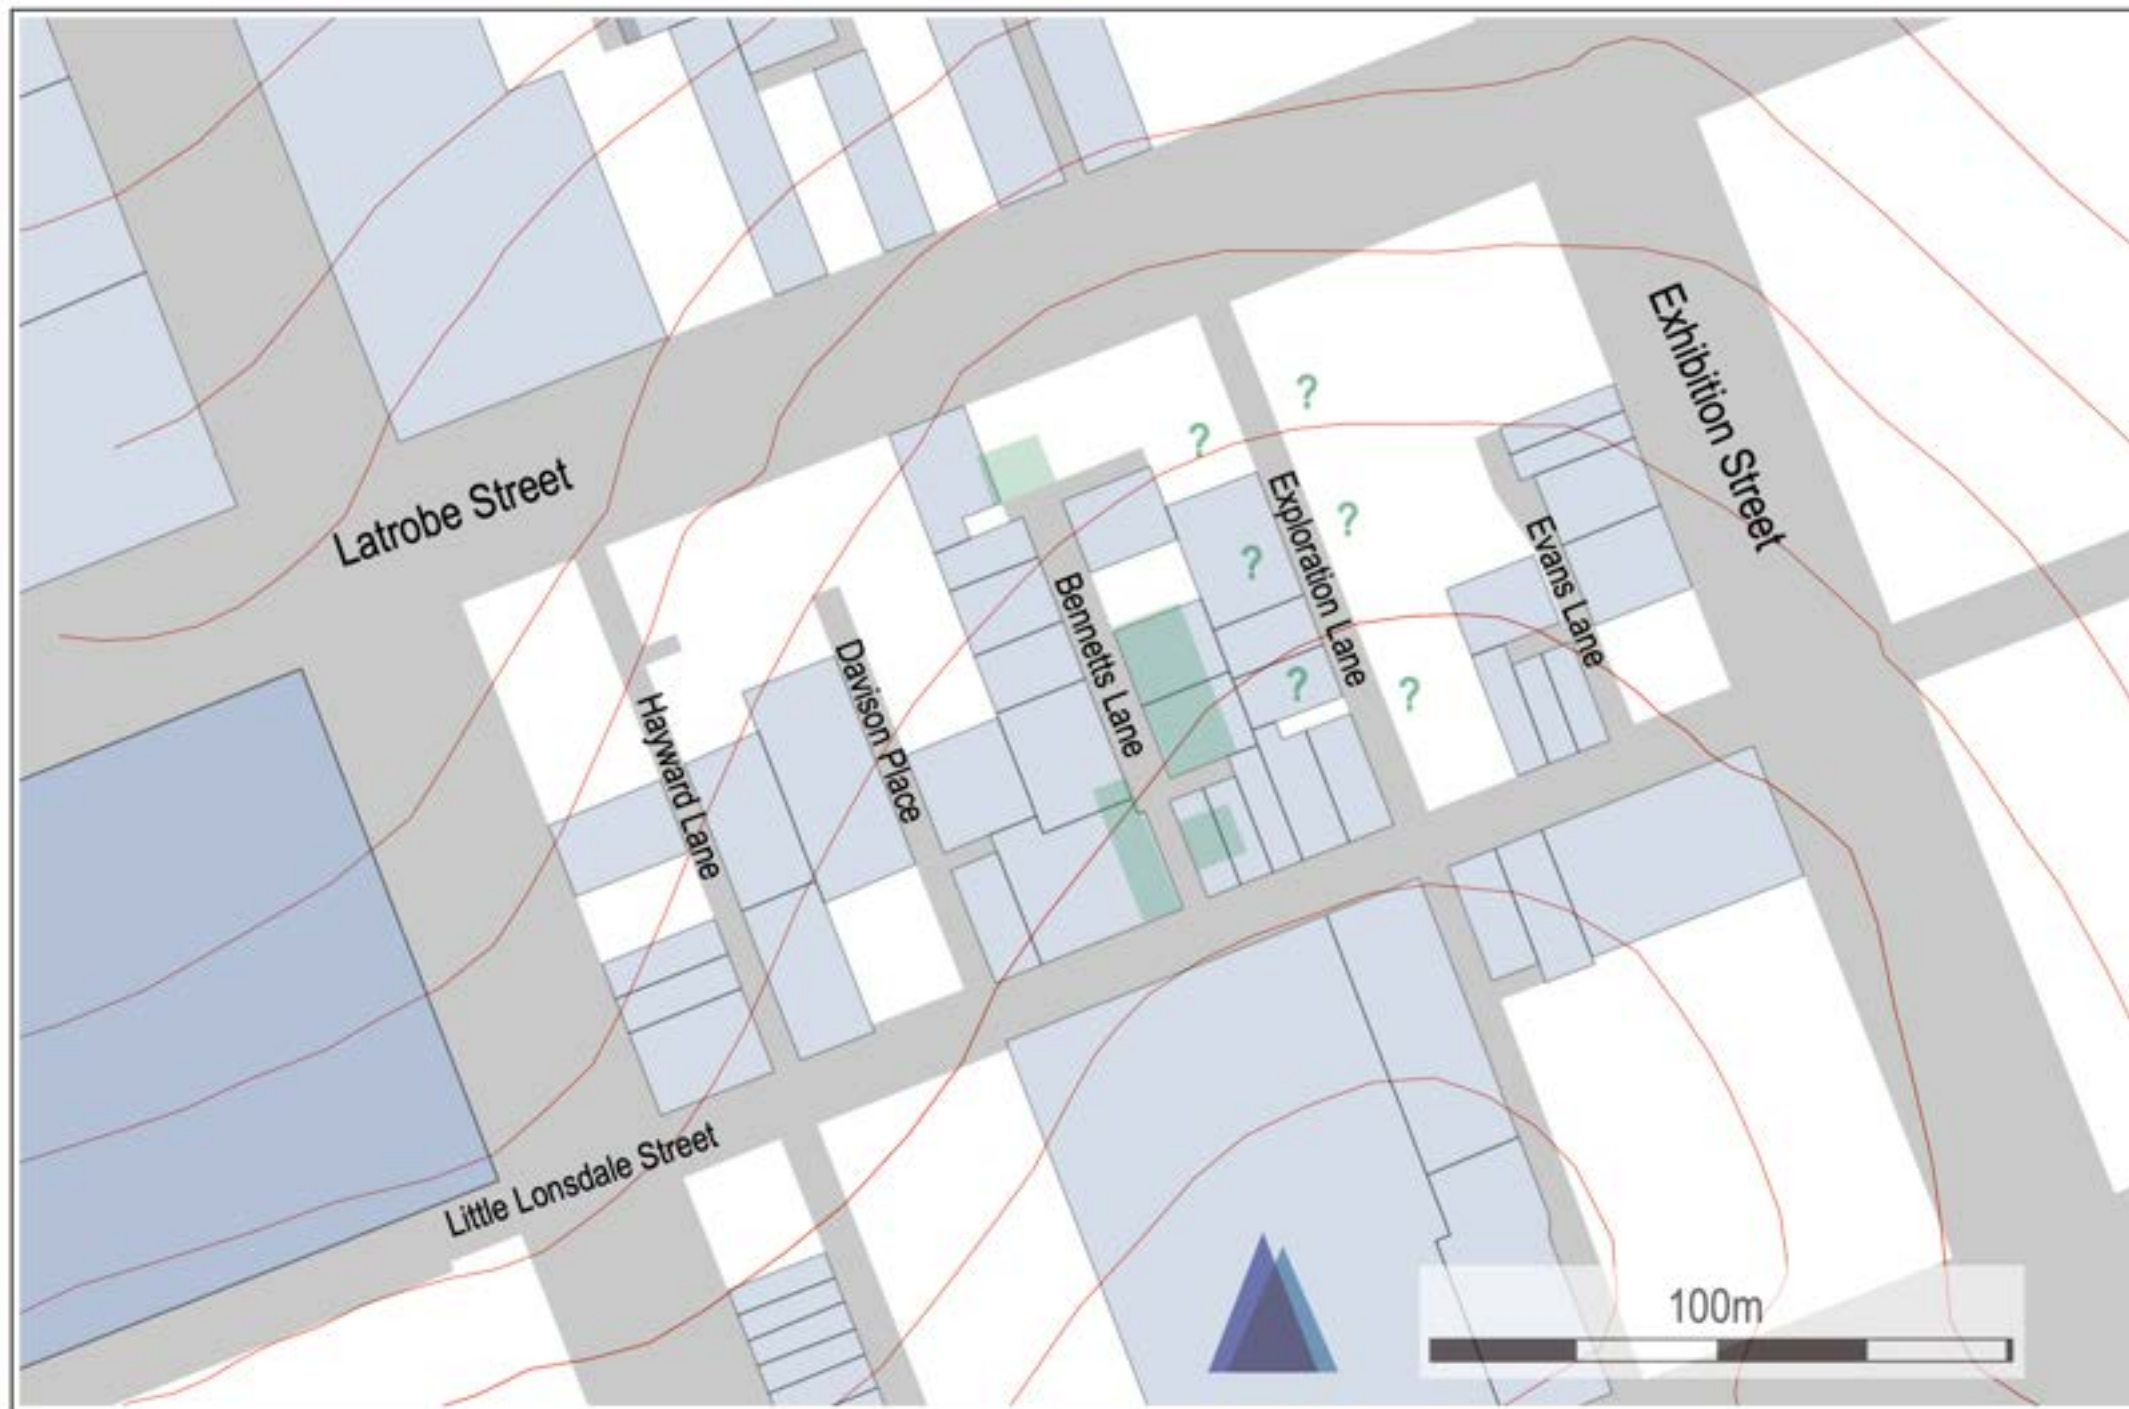 Latrobe Street
Exhibition Street
?
?
?
?
?
?
Exploration Lane
Evans Lane
Bennetts Lane
Davison Place
Hayward Lane
Little Lonsdale Street
100m